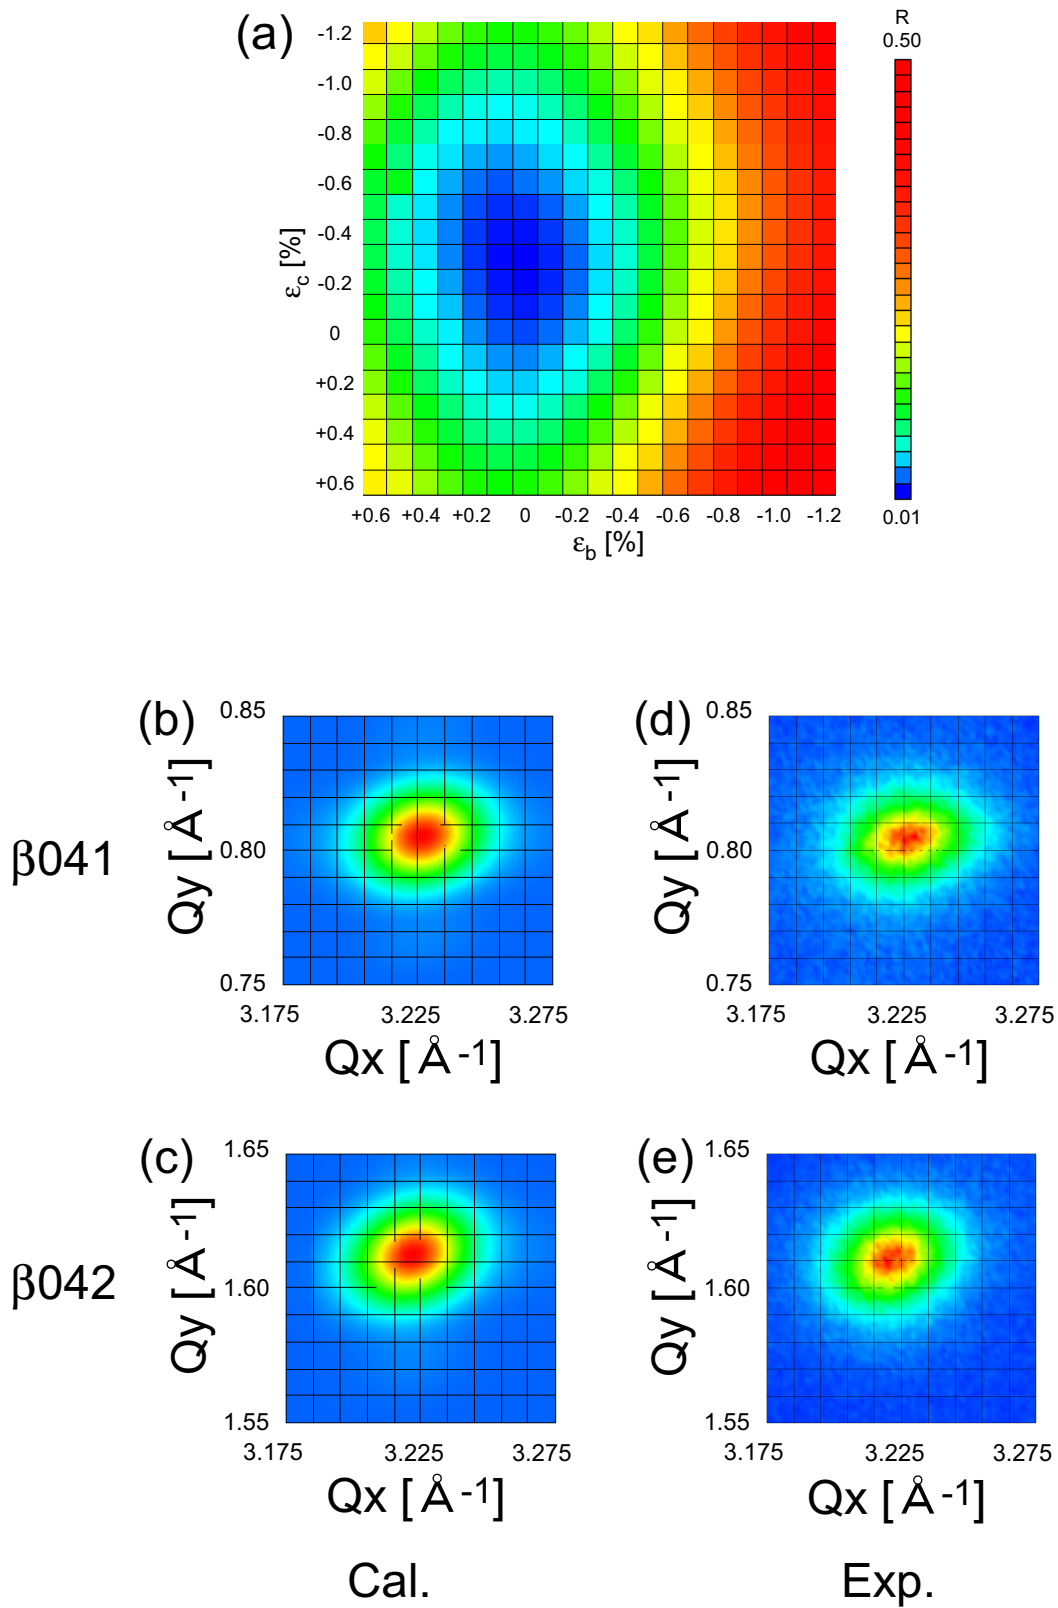 (a)
R
0.50
0.01
-1.2
-1.0
-0.8
-0.6
-0.4
-0.2
0
+0.2
+0.4
+0.6
εc [%]
+0.6 +0.4 +0.2 0 -0.2 -0.4 -0.6 -0.8 -1.0 -1.2
εb [%]
β041
(b)
0.85
0.80
0.75
Qy [ Å -1]
3.175 3.225 3.275
Qx [ Å -1]
(d)
0.85
0.80
0.75
Qy [ Å -1]
3.175 3.225 3.275
Qx [ Å -1]
β042
(c)
1.65
1.60
1.55
Qy [ Å -1]
3.175 3.225 3.275
Qx [ Å -1]
(e)
1.65
1.60
1.55
Qy [ Å -1]
3.175 3.225 3.275
Qx [ Å -1]
Cal.
Exp.